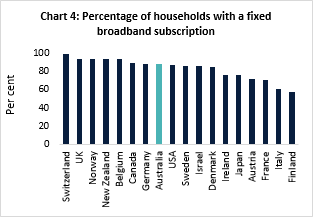 Chart 4: Percentage of households with a fixed
broadband subscription
Per cent
100
80
60
40
20
0
Switzerland
UK
Norway
New Zealand
Belgium
Canada
Germany
Australia
USA
Sweden
Israel
Denmark
Ireland
Japan
Austria
France
Italy
Finland